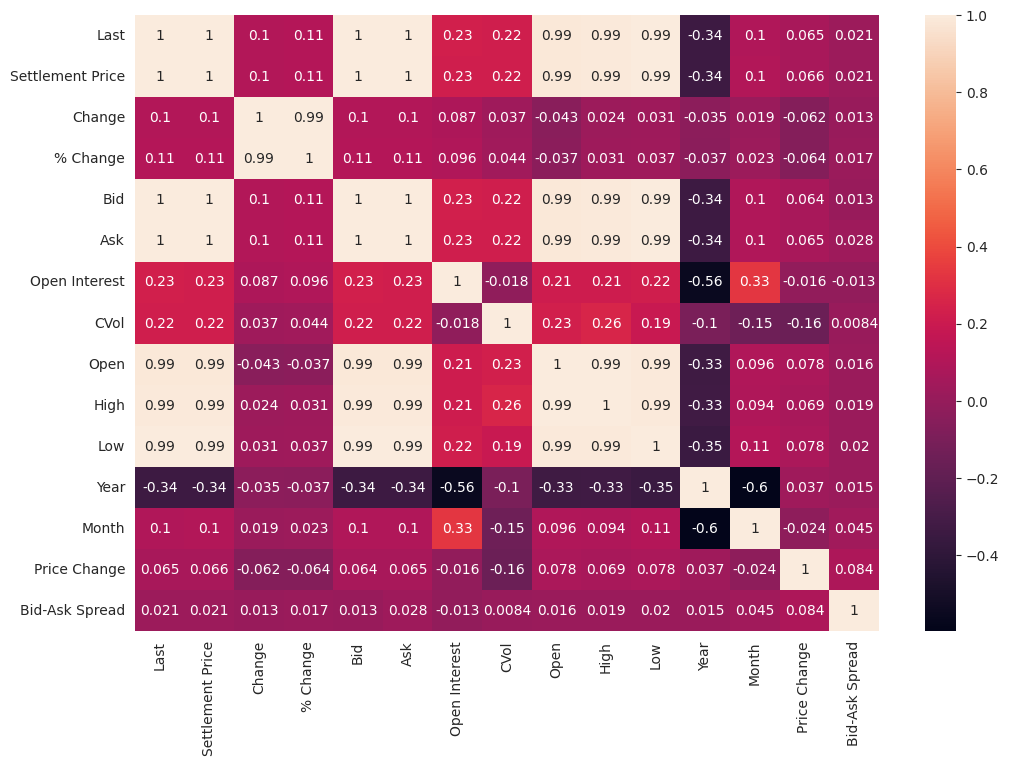 Last 1 1 0.1 0.11 1 1 0.23 0.22 0.99 0.99 0.99 -0.34 0.1 0.065 0.021
Settlement Price 1 1 0.1 0.11 1 1 0.23 0.22 0.99 0.99 0.99 -0.34 0.1 0.066 0.021
Change 0.1 0.1 1 0.99 0.1 0.1 0.087 0.037 -0.043 0.024 0.031 -0.035 0.019 -0.062 0.013
% Change 0.11 0.11 0.99 1 0.11 0.11 0.096 0.044 -0.037 0.031 0.037 -0.037 0.023 -0.064 0.017
Bid 1 1 0.1 0.11 1 1 0.23 0.22 0.99 0.99 0.99 -0.34 0.1 0.064 0.013
Ask 1 1 0.1 0.11 1 1 0.23 0.22 0.99 0.99 0.99 -0.34 0.1 0.065 0.028
Open Interest 0.23 0.23 0.087 0.096 0.23 0.23 1 -0.018 0.21 0.21 0.22 -0.56 0.33 -0.016 -0.013
CVol 0.22 0.22 0.037 0.044 0.22 0.22 -0.018 1 0.23 0.26 0.19 -0.1 -0.15 -0.16 0.0084
Open 0.99 0.99 -0.043 -0.037 0.99 0.99 0.21 0.23 1 0.99 0.99 -0.33 0.096 0.078 0.016
High 0.99 0.99 0.024 0.031 0.99 0.99 0.21 0.26 0.99 1 0.99 -0.33 0.094 0.069 0.019
Low 0.99 0.99 0.031 0.037 0.99 0.99 0.22 0.19 0.99 0.99 1 -0.35 0.11 0.078 0.02
Year -0.34 -0.34 -0.035 -0.037 -0.34 -0.34 -0.56 -0.1 -0.33 -0.33 -0.35 1 -0.6 0.037 0.015
Month 0.1 0.1 0.019 0.023 0.1 0.1 0.33 -0.15 0.096 0.094 0.11 -0.6 1 -0.024 0.045
Price Change 0.065 0.066 -0.062 -0.064 0.064 0.065 -0.016 -0.16 0.078 0.069 0.078 0.037 -0.024 1 0.084
Bid-Ask Spread 0.021 0.021 0.013 0.017 0.013 0.028 -0.013 0.0084 0.016 0.019 0.02 0.015 0.045 0.084 1
Last
Settlement Price
Change
% Change
Bid
Ask
Open Interest
CVol
Open
High
Low
Year
Month
Price Change
Bid-Ask Spread
1.0
0.8
0.6
0.4
0.2
0.0
−0.2
−0.4